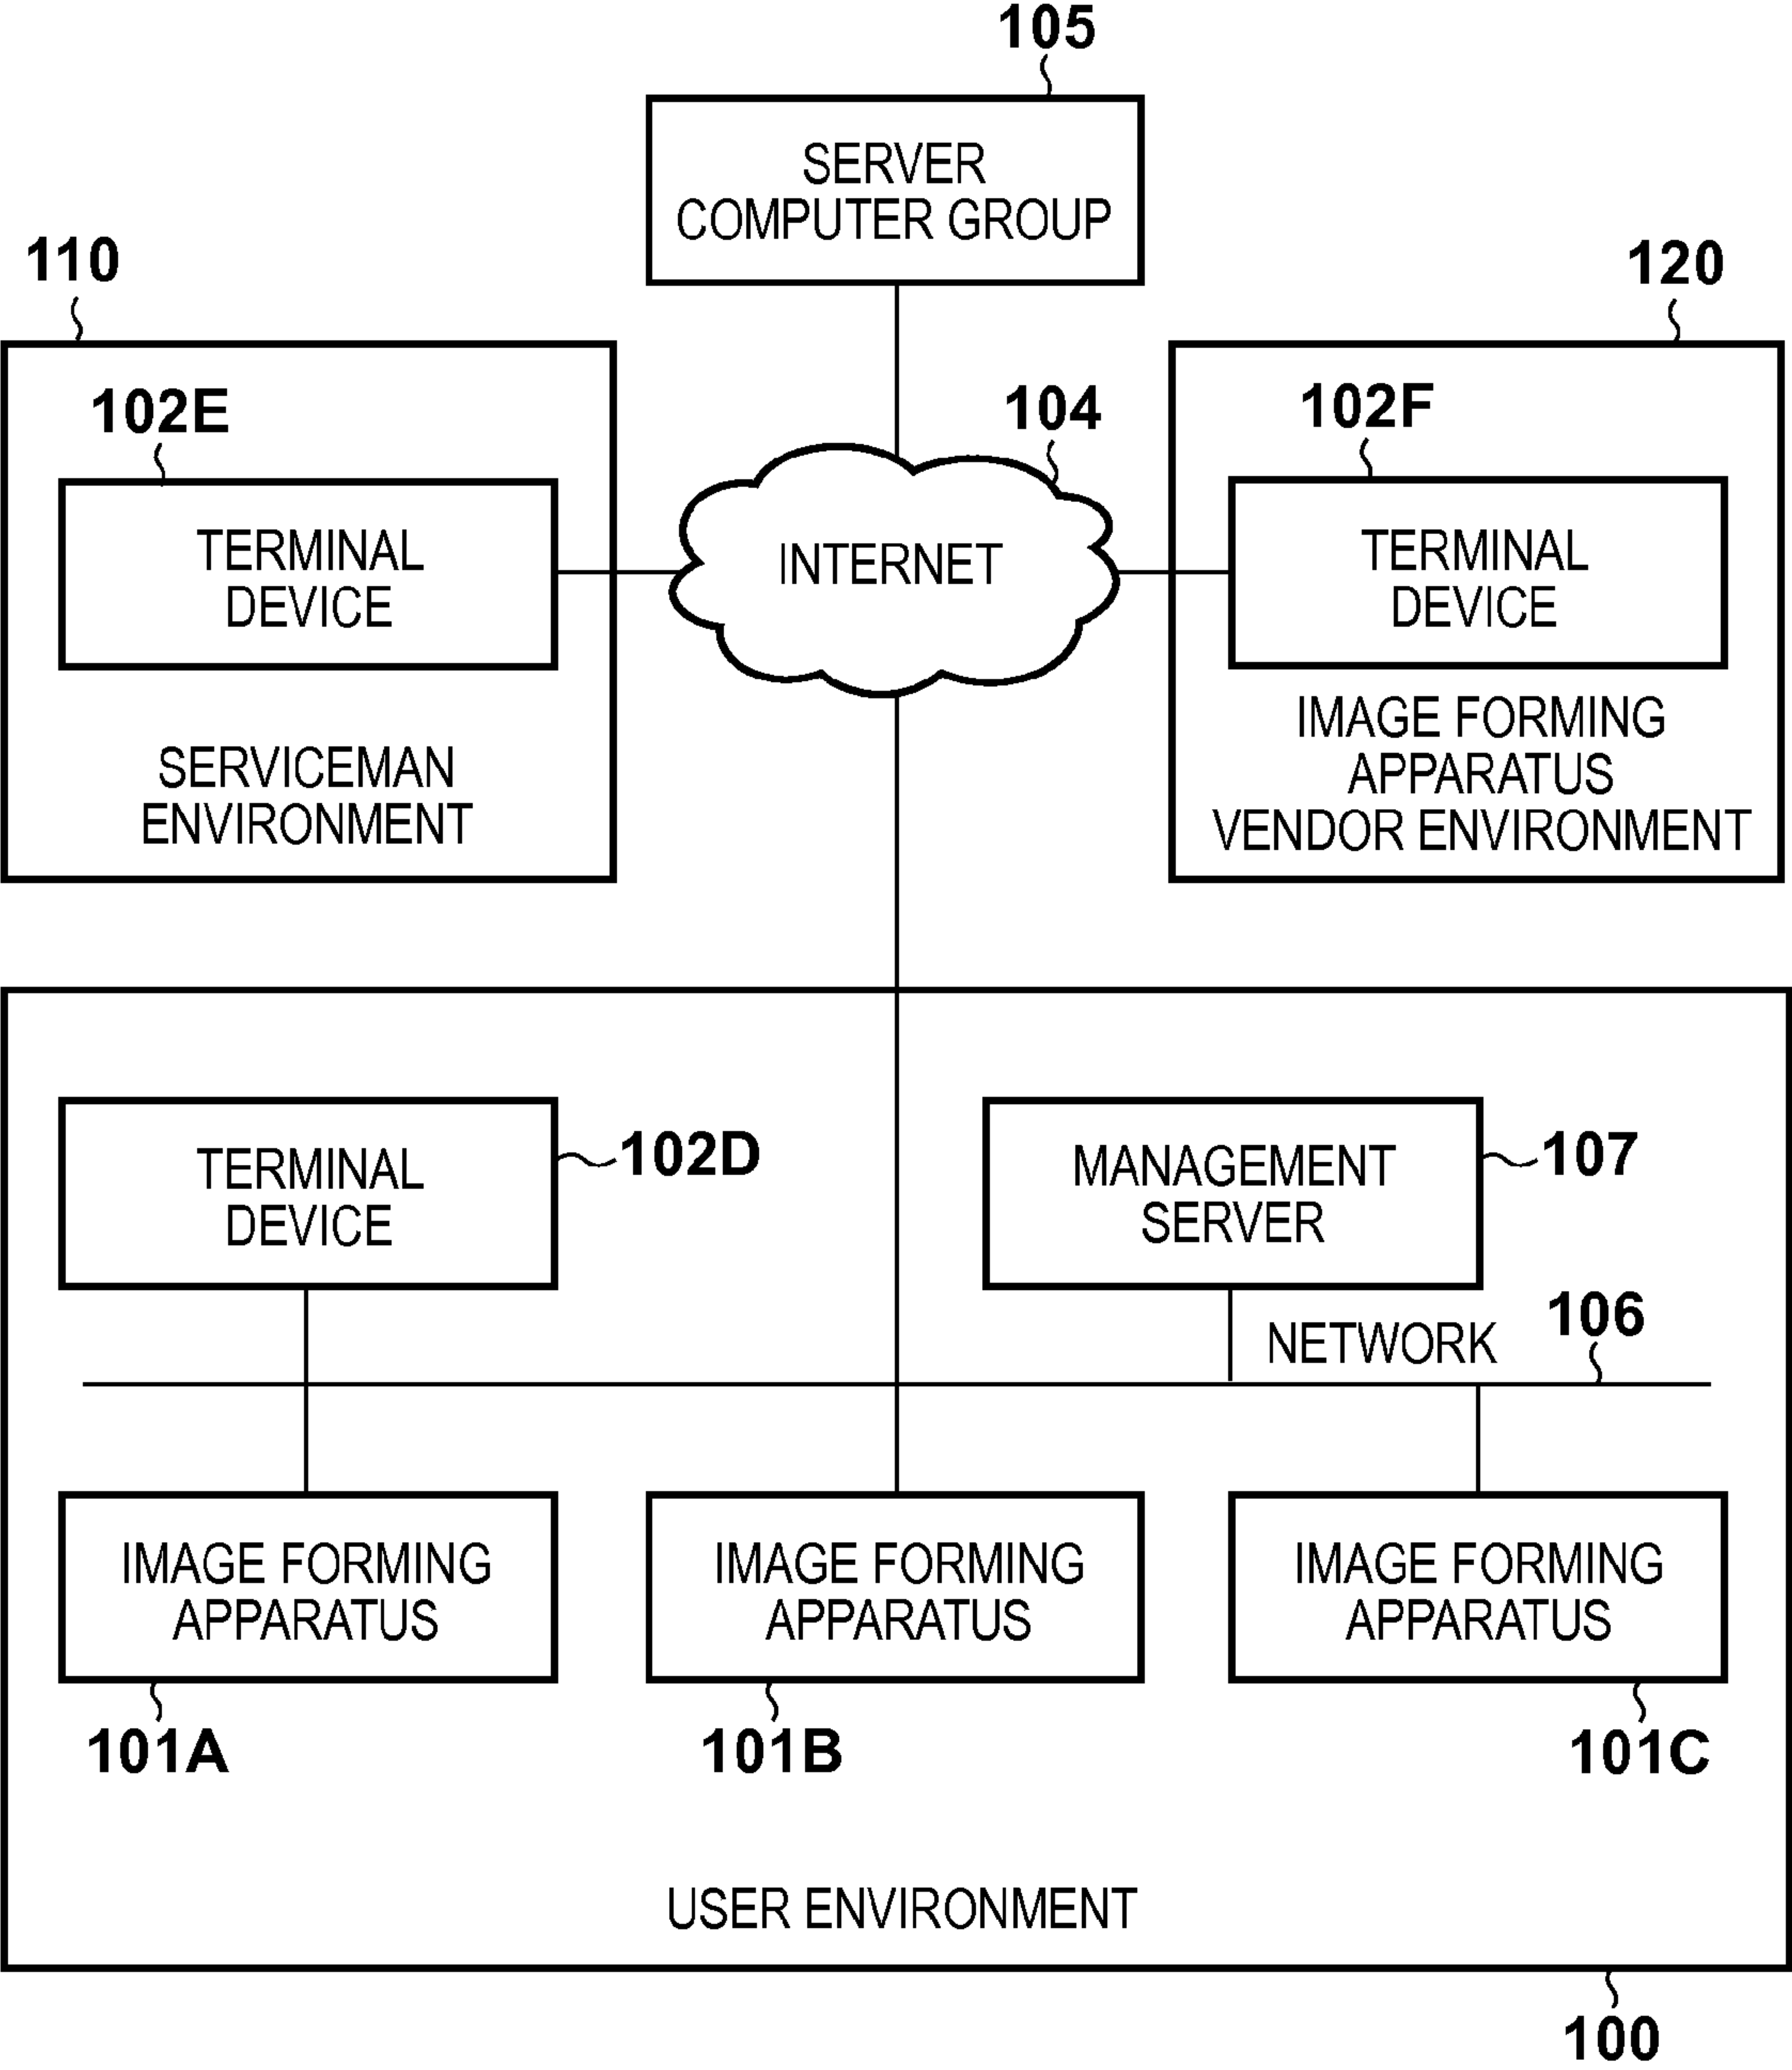 105
SERVER
COMPUTER GROUP
110
120
102E
104
102F
TERMINAL
DEVICE
INTERNET
TERMINAL
DEVICE
SERVICEMAN
ENVIRONMENT
IMAGE FORMING
APPARATUS
VENDOR ENVIRONMENT
TERMINAL
DEVICE
102D
MANAGEMENT
SERVER
107
NETWORK
106
IMAGE FORMING
APPARATUS
IMAGE FORMING
APPARATUS
IMAGE FORMING
APPARATUS
101A
101B
101C
USER ENVIRONMENT
100